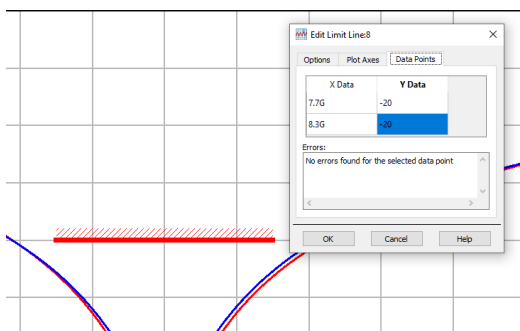 Edit Limit Line:8
Options Plot Axes Data Points
X Data Y Data
7.7G -20
8.3G -20
Errors:
No errors found for the selected data point
OK Cancel Help